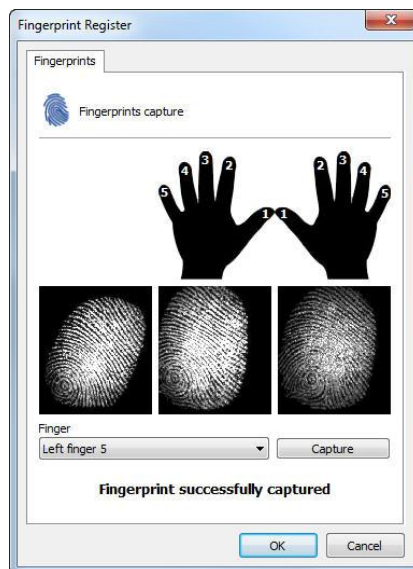 Fingerprint Register
Fingerprints
Fingerprints capture
3 3
4 2 2 4
5 5
1 1
Finger
Left finger 5 Capture
Fingerprint successfully captured
OK Cancel